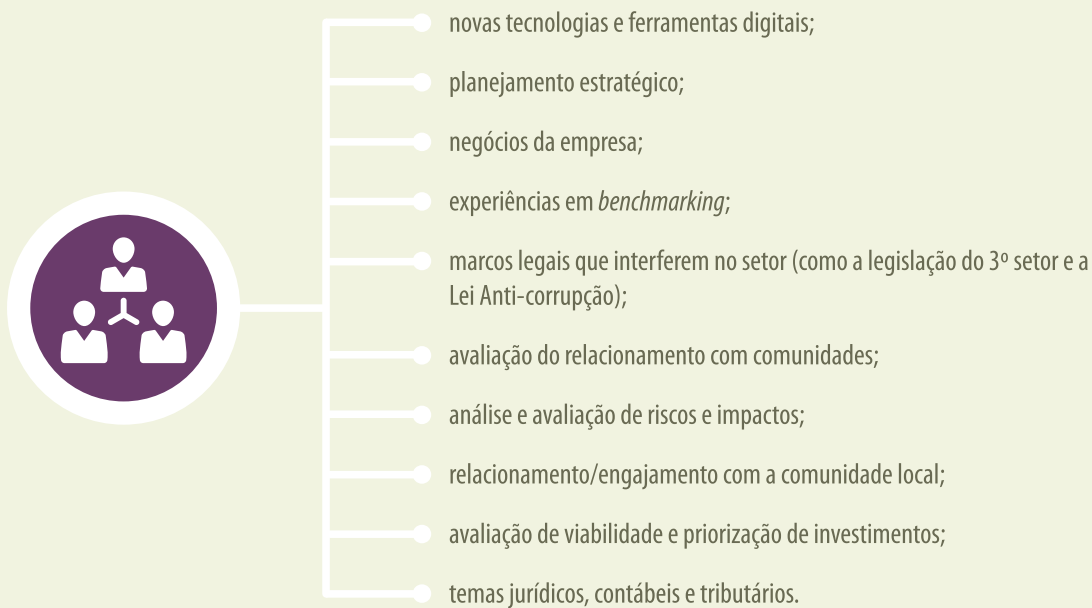 novas tecnologias e ferramentas digitais;
planejamento estratégico;
negócios da empresa;
experiências em benchmarking;
marcos legais que interferem no setor (como a legislação do 3º setor e a
Lei Anti-corrupção);
avaliação do relacionamento com comunidades;
análise e avaliação de riscos e impactos;
relacionamento/engajamento com a comunidade local;
avaliação de viabilidade e priorização de investimentos;
temas jurídicos, contábeis e tributários.